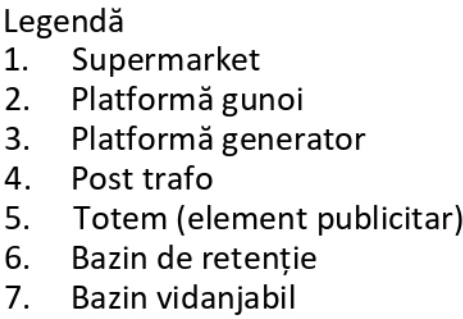 Legendă
1. Supermarket
2. Platformă gunoi
3. Platformă generator
4. Post trafo
5. Totem (element publicitar)
6. Bazin de retenție
7. Bazin vidanjabil